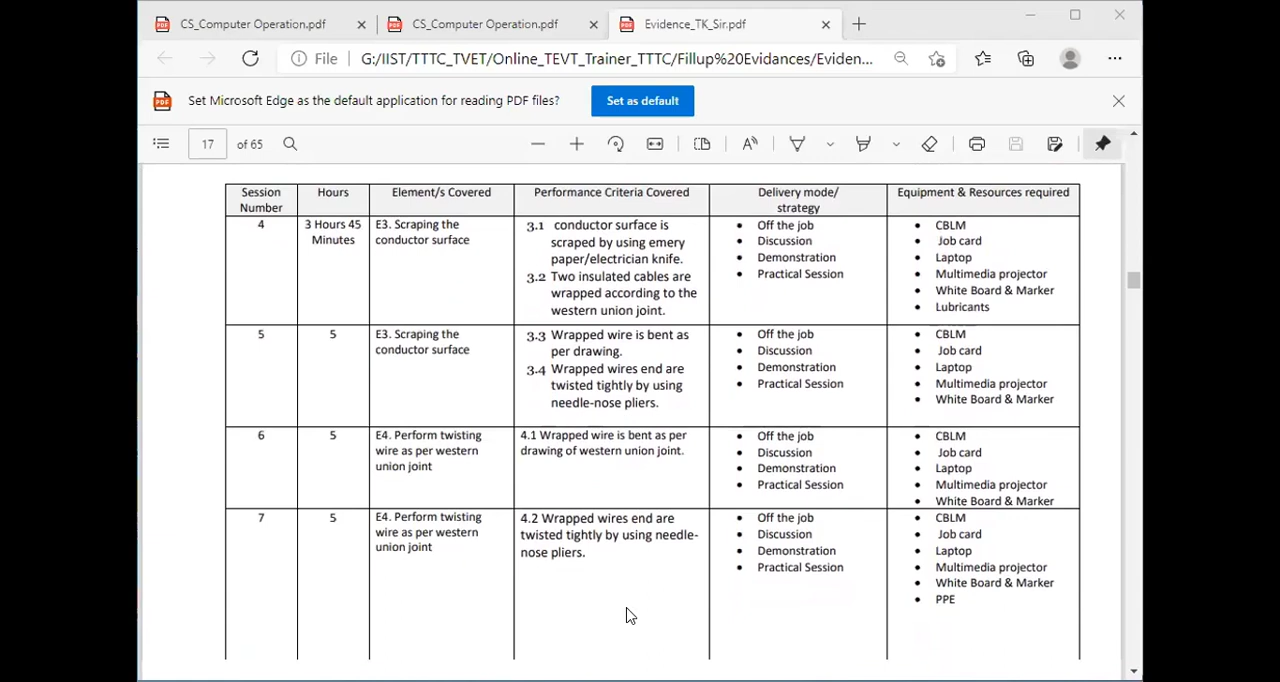 CS_Computer Operation.pdf
CS_Computer Operation.pdf
Evidence_TK_Sir.pdf
File
G:/IIST/TTTC_TVET/Online_TEVT_Trainer_TTTC/Fillup%20Evidances/Eviden...
Set Microsoft Edge as the default application for reading PDF files?
Set as default
17 of 65
Session Number
Hours
Element/s Covered
Performance Criteria Covered
Delivery mode/
strategy
Equipment & Resources required
4
3 Hours 45
Minutes
E3. Scraping the
conductor surface
3.1 conductor surface is
scraped by using emery
paper/electrician knife.
3.2 Two insulated cables are
wrapped according to the
western union joint.
• Off the job
• Discussion
• Demonstration
• Practical Session
• CBLM
• Job card
• Laptop
• Multimedia projector
• White Board & Marker
• Lubricants
5
5
E3. Scraping the
conductor surface
3.3 Wrapped wire is bent as
per drawing.
3.4 Wrapped wires end are
twisted tightly by using
needle-nose pliers.
• Off the job
• Discussion
• Demonstration
• Practical Session
• CBLM
• Job card
• Laptop
• Multimedia projector
• White Board & Marker
6
5
E4. Perform twisting
wire as per western
union joint
4.1 Wrapped wire is bent as per
drawing of western union joint.
• Off the job
• Discussion
• Demonstration
• Practical Session
• CBLM
• Job card
• Laptop
• Multimedia projector
• White Board & Marker
7
5
E4. Perform twisting
wire as per western
union joint
4.2 Wrapped wires end are
twisted tightly by using needle-
nose pliers.
• Off the job
• Discussion
• Demonstration
• Practical Session
• CBLM
• Job card
• Laptop
• Multimedia projector
• White Board & Marker
• PPE